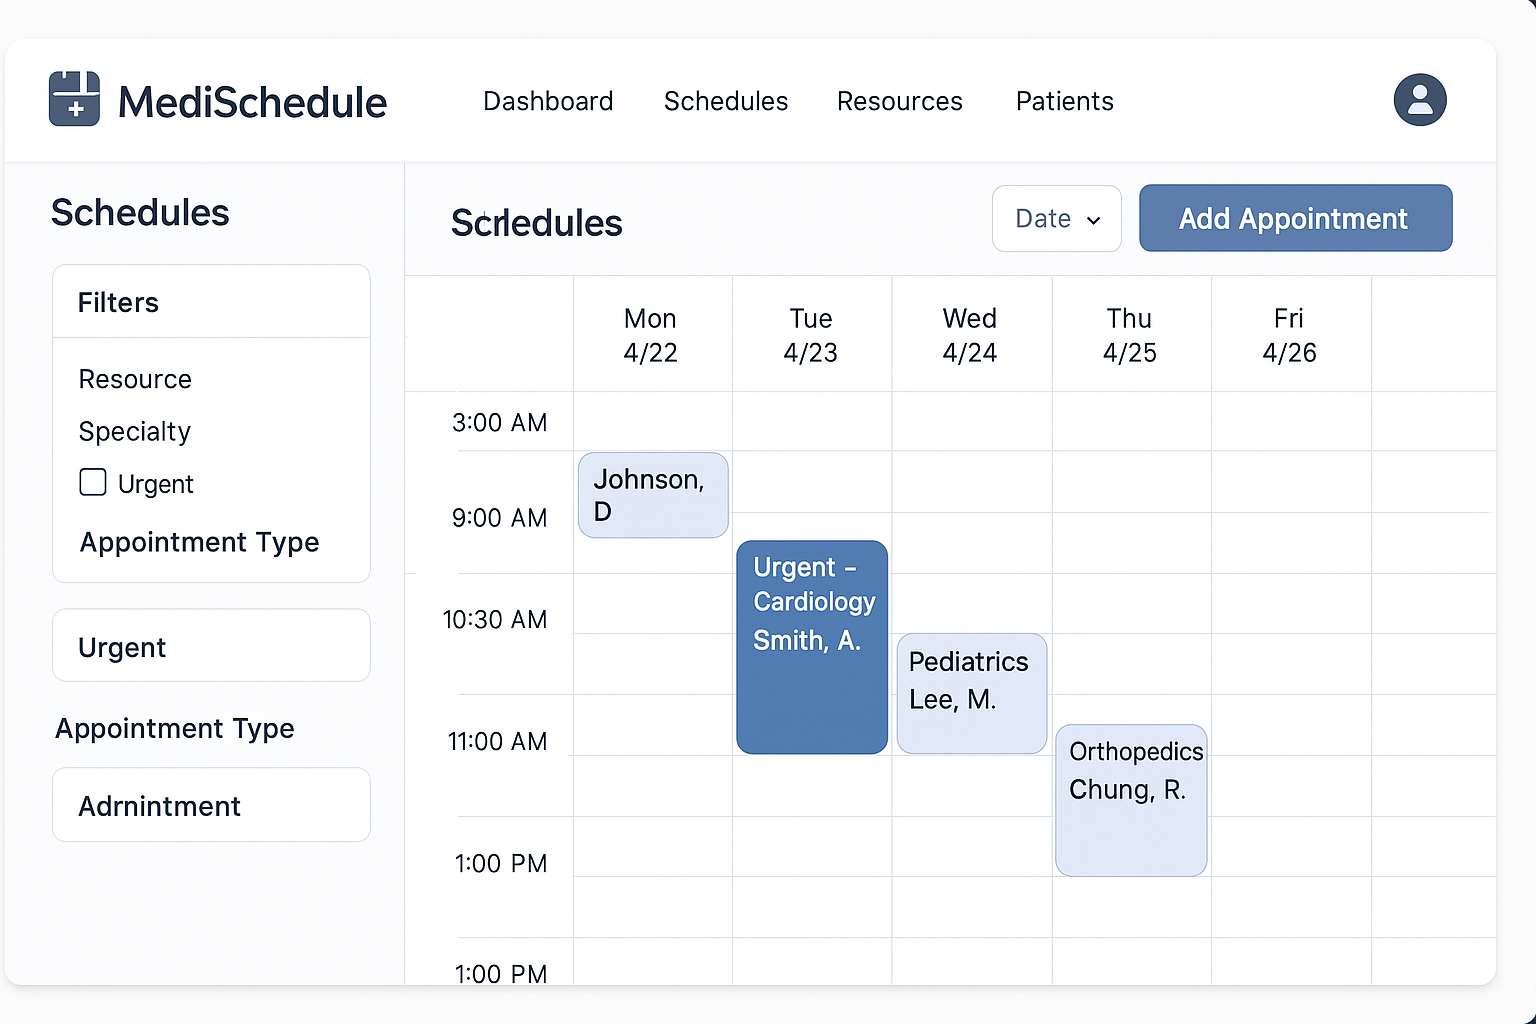 MediSchedule
Dashboard
Schedules
Resources
Patients
Schedules
Filters
Resource
Specialty
Urgent
Appointment Type
Urgent
Appointment Type
Adrnintment
Date
Add Appointment
Mon
4/22
Tue
4/23
Wed
4/24
Thu
4/25
Fri
4/26
3:00 AM
9:00 AM
10:30 AM
11:00 AM
1:00 PM
1:00 PM
Johnson,
D
Urgent –
Cardiology
Smith, A.
Pediatrics
Lee, M.
Orthopedics
Chung, R.